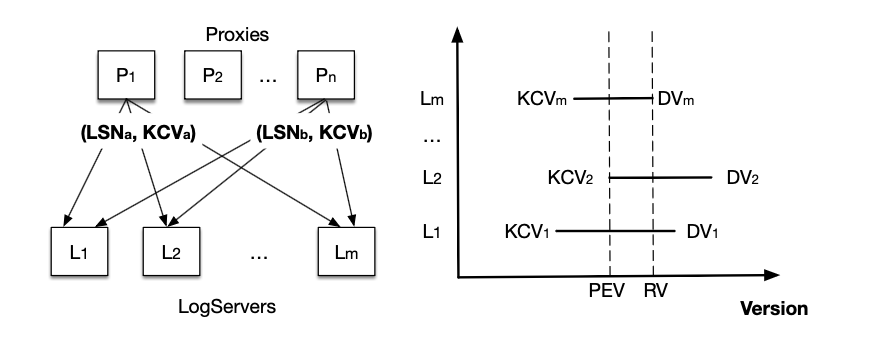 Proxies
P1 P2 ... Pn
(LSNa, KCVa) (LSNb, KCVb)
L1 L2 ... Lm
LogServers
Lm KCVm DVm
...
L2 KCV2 DV2
L1 KCV1 DV1
PEV RV
Version